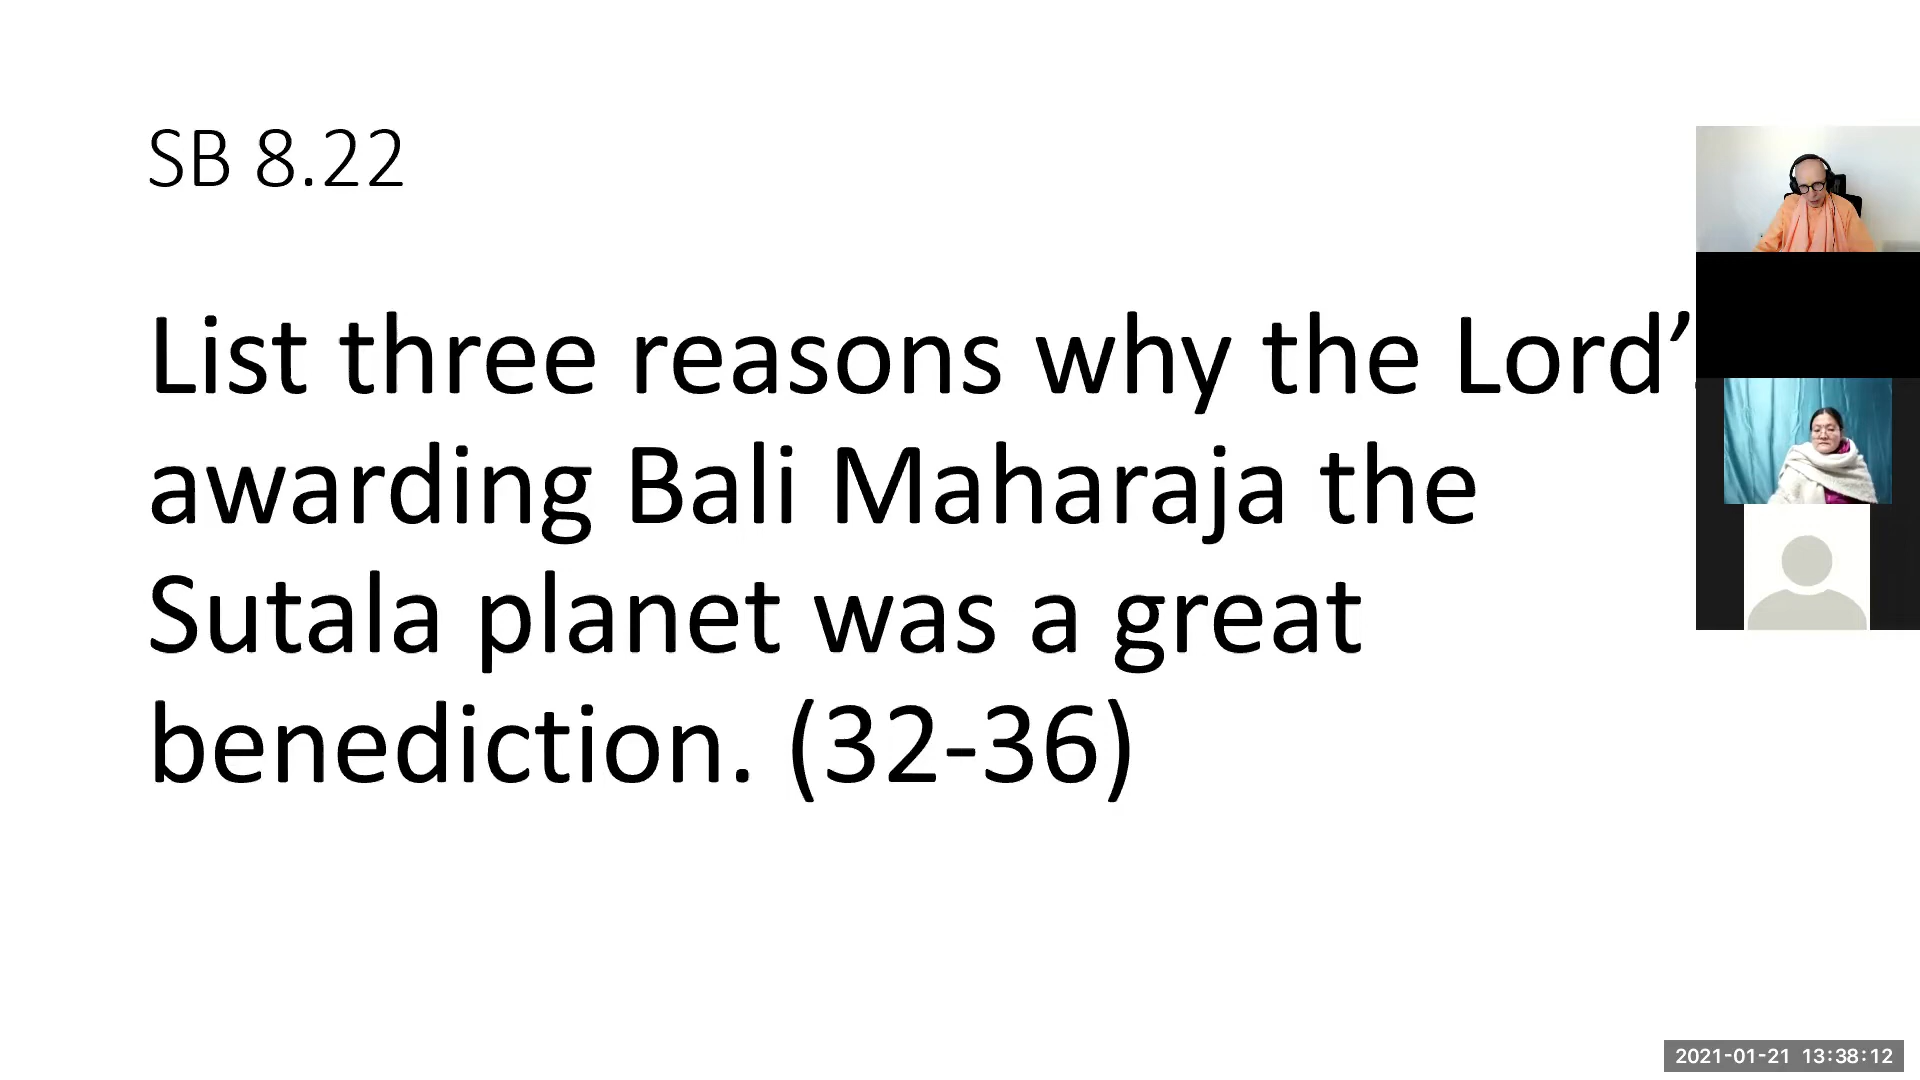 SB 8.22
List three reasons why the Lord’
awarding Bali Maharaja the
Sutala planet was a great
benediction. (32-36)
2021-01-21 13:38:12